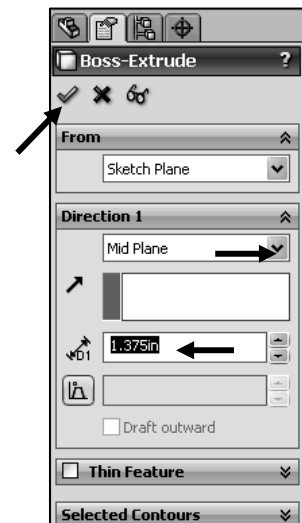 Boss-Extrude ?
From
Sketch Plane
Direction 1
Mid Plane
D1 1.375in
Draft outward
Thin Feature
Selected Contours